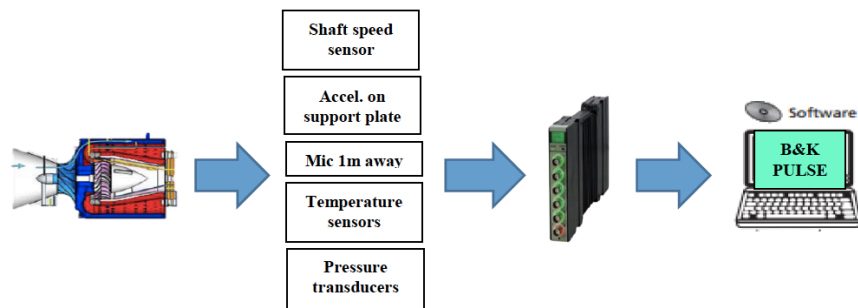 Shaft speed
sensor
Accel. on
support plate
Mic 1m away
Temperature
sensors
Pressure
transducers
Software
B&K
PULSE